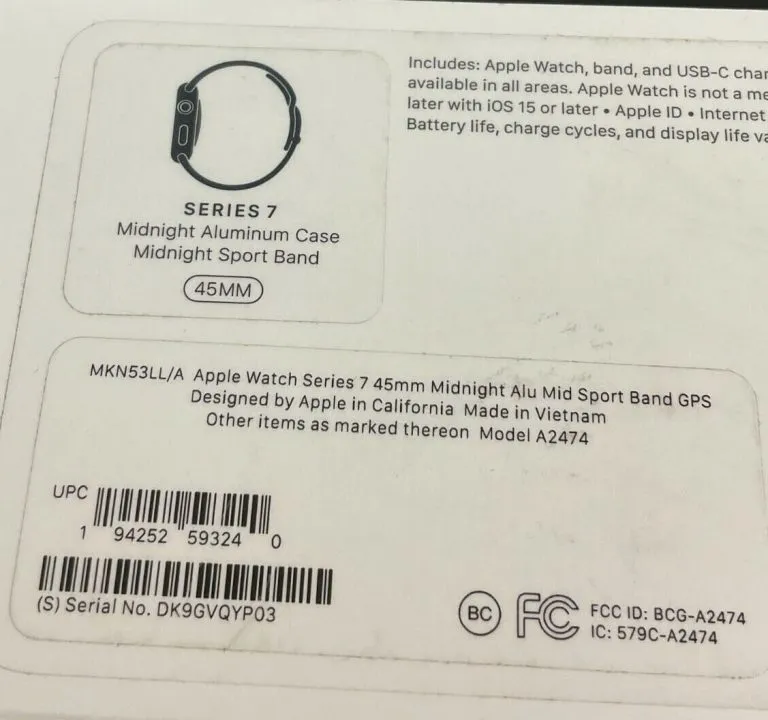 SERIES 7
Midnight Aluminum Case
Midnight Sport Band
45MM
Includes: Apple Watch, band, and USB-C
available in all areas. Apple Watch is not a
later with iOS 15 or later • Apple ID • Internet
Battery life, charge cycles, and display life
MKN53LL/A Apple Watch Series 7 45mm Midnight Alu Mid Sport Band GPS
Designed by Apple in California Made in Vietnam
Other items as marked thereon Model A2474
UPC
1 94252 59324 0
(S) Serial No. DK9GVQYP03
BC FC FCC ID: BCG-A2474
IC: 579C-A2474